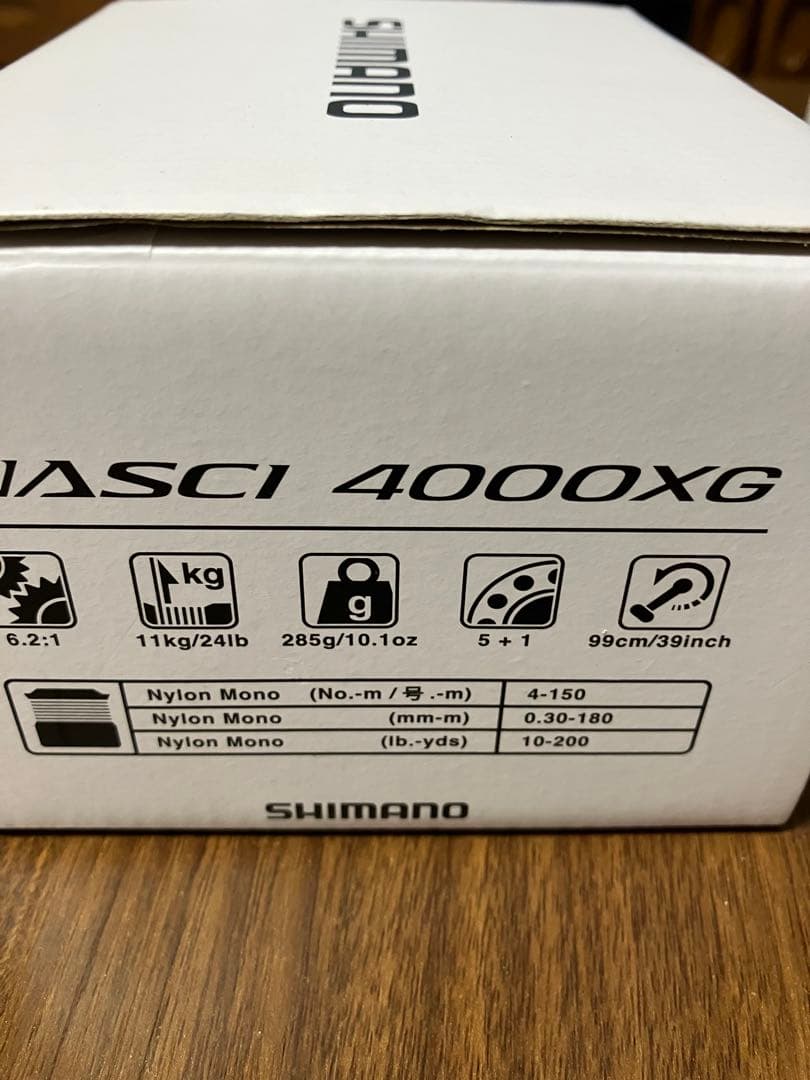 SHIMANO
IASCI 4000XG
kg
g
6.2:1 11kg/24lb 285g/10.1oz 5 + 1 99cm/39inch
Nylon Mono (No.-m / 号.-m) 4-150
Nylon Mono (mm-m) 0.30-180
Nylon Mono (lb.-yds) 10-200
SHIMANO